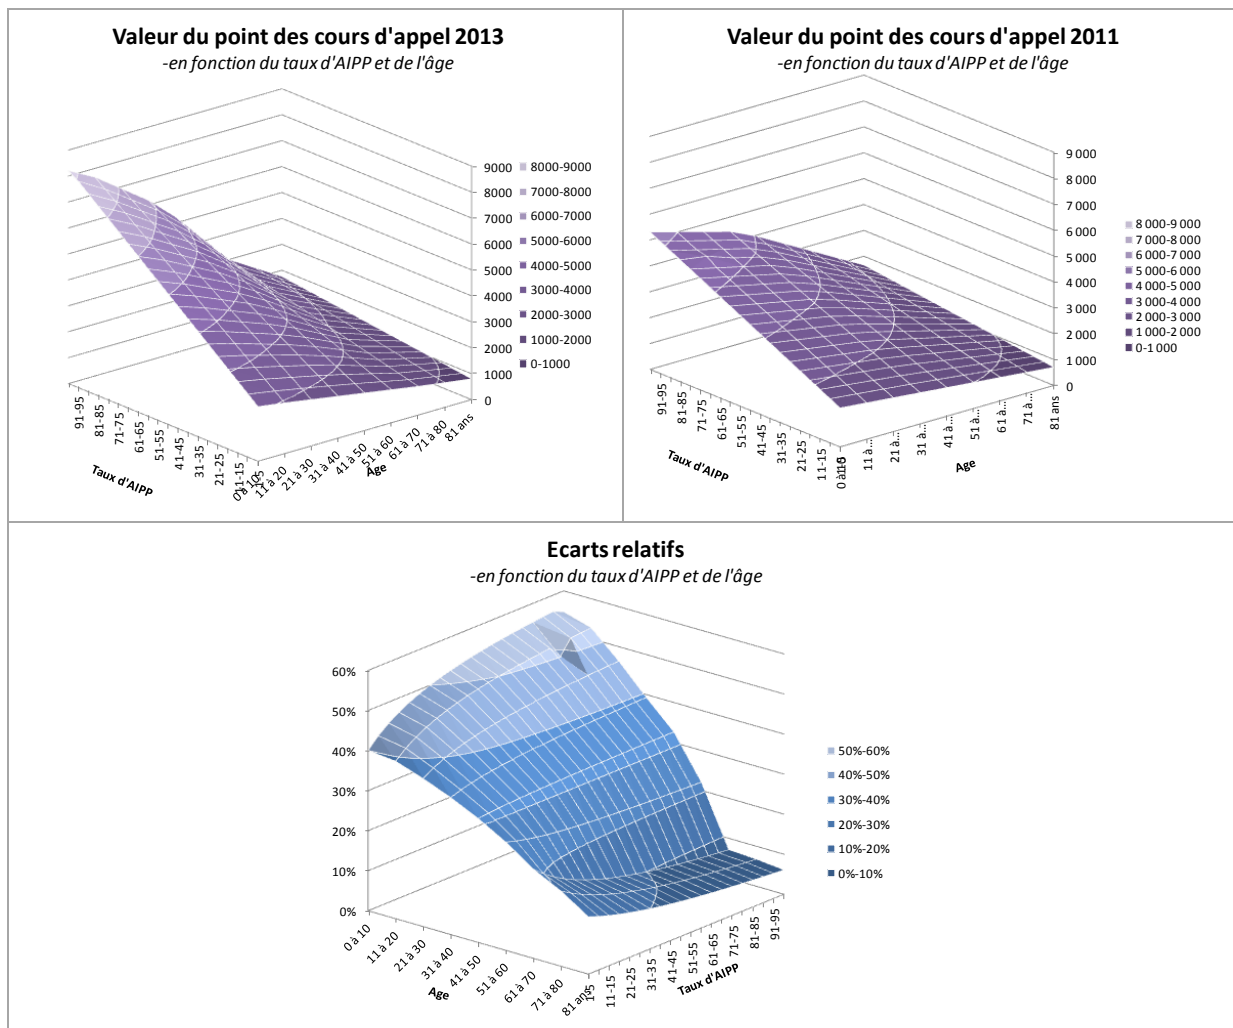 Valeur du point des cours d'appel 2013
-en fonction du taux d'AIPP et de l'âge
9000
8000
7000
6000
5000
4000
3000
2000
1000
0
8000-9000
7000-8000
6000-7000
5000-6000
4000-5000
3000-4000
2000-3000
1000-2000
0-1000
91-95
81-85
71-75
61-65
51-55
41-45
31-35
21-25
11-15
1-5
Taux d'AIPP
0 à 10
11 à 20
21 à 30
31 à 40
41 à 50
51 à 60
61 à 70
71 à 80
81 ans
Age
Valeur du point des cours d'appel 2011
-en fonction du taux d'AIPP et de l'âge
9 000
8 000
7 000
6 000
5 000
4 000
3 000
2 000
1 000
0
8 000-9 000
7 000-8 000
6 000-7 000
5 000-6 000
4 000-5 000
3 000-4 000
2 000-3 000
1 000-2 000
0-1 000
91-95
81-85
71-75
61-65
51-55
41-45
31-35
21-25
11-15
Taux d'AIPP
11 à...
21 à...
31 à...
41 à...
51 à...
61 à...
71 à...
81 ans
Age
Ecarts relatifs
-en fonction du taux d'AIPP et de l'âge
60%
50%
40%
30%
20%
10%
0%
50%-60%
40%-50%
30%-40%
20%-30%
10%-20%
0%-10%
0 à 10
11 à 20
21 à 30
31 à 40
41 à 50
51 à 60
61 à 70
71 à 80
81 ans
Age
1-5
11-15
21-25
31-35
41-45
51-55
61-65
71-75
81-85
91-95
Taux d'AIPP